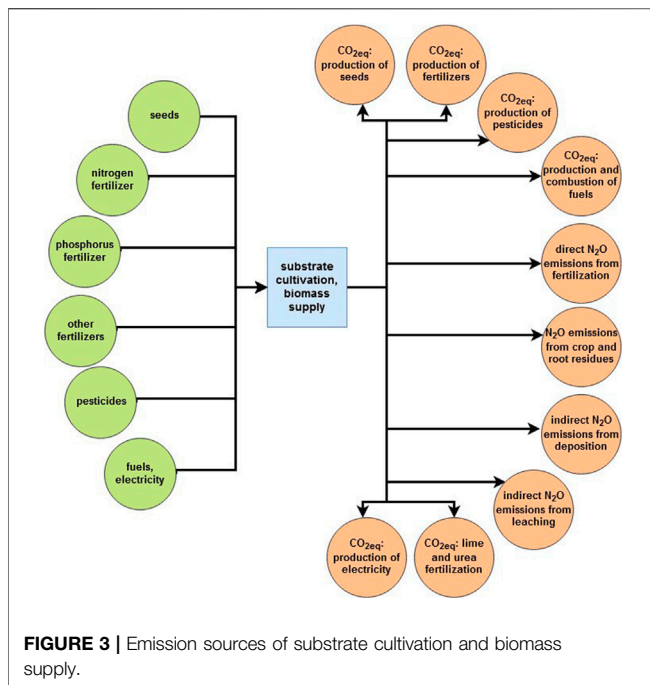 seeds
nitrogen
fertilizer
phosphorus
fertilizer
other
fertilizers
pesticides
fuels,
electricity
substrate
cultivation,
biomass
supply
CO2eq:
production of
seeds
CO2eq:
production of
fertilizers
CO2eq:
production of
pesticides
CO2eq:
production and
combustion of
fuels
direct N2O
emissions from
fertilization
N2O emissions
from crop and
root residues
indirect N2O
emissions from
deposition
indirect N2O
emissions from
leaching
CO2eq: lime
and urea
fertilization
CO2eq:
production of
electricity
FIGURE 3 | Emission sources of substrate cultivation and biomass
supply.